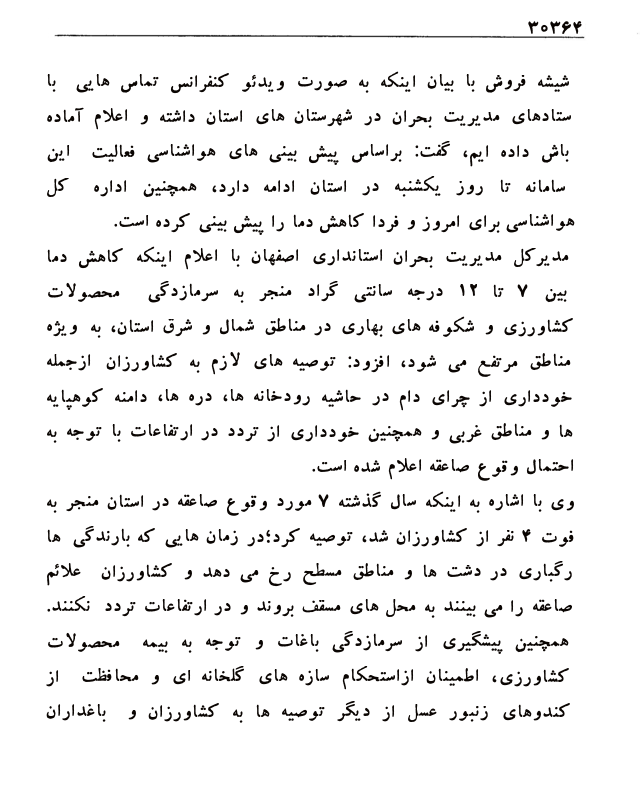 ۳۰۳۶۴
شیشه فروش با بیان اینکه به صورت ویدئو کنفرانس تماس هایی با
ستادهای مدیریت بحران در شهرستان های استان داشته و اعلام آماده
باش داده ایم، گفت: براساس پیش بینی های هواشناسی فعالیت این
سامانه تا روز یکشنبه در استان ادامه دارد، همچنین اداره کل
هواشناسی برای امروز و فردا کاهش دما را پیش بینی کرده است.
مدیرکل مدیریت بحران استانداری اصفهان با اعلام اینکه کاهش دما
بین ۷ تا ۱۲ درجه سانتی گراد منجر به سرمازدگی محصولات
کشاورزی و شکوفه های بهاری در مناطق شمال و شرق استان، به ویژه
مناطق مرتفع می شود، افزود: توصیه های لازم به کشاورزان ازجمله
خودداری از چرای دام در حاشیه رودخانه ها، دره ها، دامنه کوهپایه
ها و مناطق غربی و همچنین خودداری از تردد در ارتفاعات با توجه به
احتمال وقوع صاعقه اعلام شده است.
وی با اشاره به اینکه سال گذشته ۷ مورد وقوع صاعقه در استان منجر به
فوت ۴ نفر از کشاورزان شد، توصیه کرد؛در زمان هایی که بارندگی ها
رگباری در دشت ها و مناطق مسطح رخ می دهد و کشاورزان علائم
صاعقه را می بینند به محل های مسقف بروند و در ارتفاعات تردد نکنند.
همچنین پیشگیری از سرمازدگی باغات و توجه به بیمه محصولات
کشاورزی، اطمینان ازاستحکام سازه های گلخانه ای و محافظت از
کندوهای زنبور عسل از دیگر توصیه ها به کشاورزان و باغداران